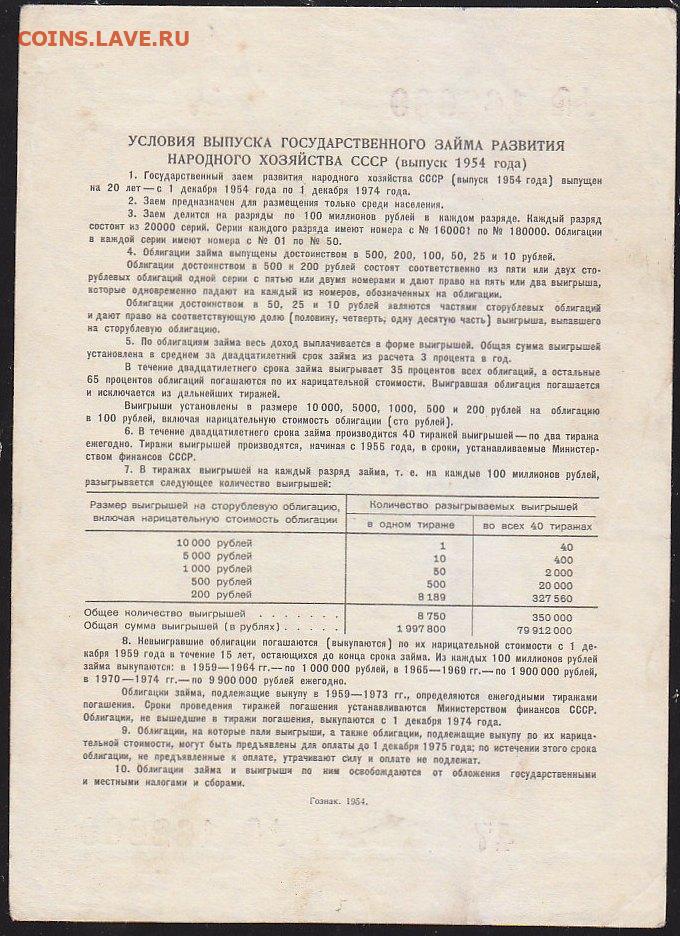 COINS.LAVE.RU
УСЛОВИЯ ВЫПУСКА ГОСУДАРСТВЕННОГО ЗАЙМА РАЗВИТИЯ
НАРОДНОГО ХОЗЯЙСТВА СССР (выпуск 1954 года)
1. Государственный заем развития народного хозяйства СССР (выпуск 1954 года) выпущен
на 20 лет — с 1 декабря 1954 года по 1 декабря 1974 года.
2. Заем предназначен для размещения только среди населения.
3. Заем делится на разряды по 100 миллионов рублей в каждом разряде. Каждый разряд
состоит из 20000 серий. Серии каждого разряда имеют номера с № 160001 по № 180000. Облигации
в каждой серии имеют номера с № 01 по № 50.
4. Облигации займа выпущены достоинством в 500, 200, 100, 50, 25 и 10 рублей.
Облигации достоинством в 500 и 200 рублей состоят соответственно из пяти или двух сто-
рублевых облигаций одной серии с пятью или двумя номерами и дают право на пять или два выигрыша,
которые одновременно падают на каждый из номеров, обозначенных на облигации.
Облигации достоинством в 50, 25 и 10 рублей являются частями сторублевых облигаций
и дают право на соответствующую долю (половину, четверть, одну десятую часть) выигрыша, выпавшего
на сторублевую облигацию.
5. По облигациям займа весь доход выплачивается в форме выигрышей. Общая сумма выигрышей
установлена в среднем за двадцатилетний срок займа из расчета 3 процента в год.
В течение двадцатилетнего срока займа выигрывает 35 процентов всех облигаций, а остальные
65 процентов облигаций погашаются по их нарицательной стоимости. Выигравшая облигация погашается
и исключается из дальнейших тиражей.
Выигрыши установлены в размере 10 000, 5000, 1000, 500 и 200 рублей на облигацию
в 100 рублей, включая нарицательную стоимость облигации (сто рублей).
6. В течение двадцатилетнего срока займа производится 40 тиражей выигрышей — по два тиража
ежегодно. Тиражи выигрышей производятся, начиная с 1955 года, в сроки, устанавливаемые Министер-
ством финансов СССР.
7. В тиражах выигрышей на каждый разряд займа, т. е. на каждые 100 миллионов рублей,
разыгрывается следующее количество выигрышей:
Размер выигрышей на сторублевую облигацию, Количество разыгрываемых выигрышей
включая нарицательную стоимость облигации в одном тираже во всех 40 тиражах
10 000 рублей 1 40
5 000 рублей 10 400
1 000 рублей 50 2 000
500 рублей 500 20 000
200 рублей 8 189 327 560
Общее количество выигрышей . . . . . . . 8 750 350 000
Общая сумма выигрышей (в рублях) . . . . . 1 997 800 79 912 000
8. Невыигравшие облигации погашаются (выкупаются) по их нарицательной стоимости с 1 де-
кабря 1959 года в течение 15 лет, остающихся до конца срока займа. Из каждых 100 миллионов рублей
займа выкупаются: в 1959—1964 гг.— по 1 000 000 рублей, в 1965—1969 гг.— по 1 900 000 рублей,
в 1970—1974 гг.— по 9 900 000 рублей ежегодно.
Облигации займа, подлежащие выкупу в 1959—1973 гг., определяются ежегодными тиражами
погашения. Сроки проведения тиражей погашения устанавливаются Министерством финансов СССР.
Облигации, не вышедшие в тиражи погашения, выкупаются с 1 декабря 1974 года.
9. Облигации, на которые пали выигрыши, а также облигации, подлежащие выкупу по их нарица-
тельной стоимости, могут быть предъявлены для оплаты до 1 декабря 1975 года; по истечении этого срока
облигации, не предъявленные к оплате, утрачивают силу и оплате не подлежат.
10. Облигации займа и выигрыши по ним освобождаются от обложения государственными
и местными налогами и сборами.
Гознак. 1954.